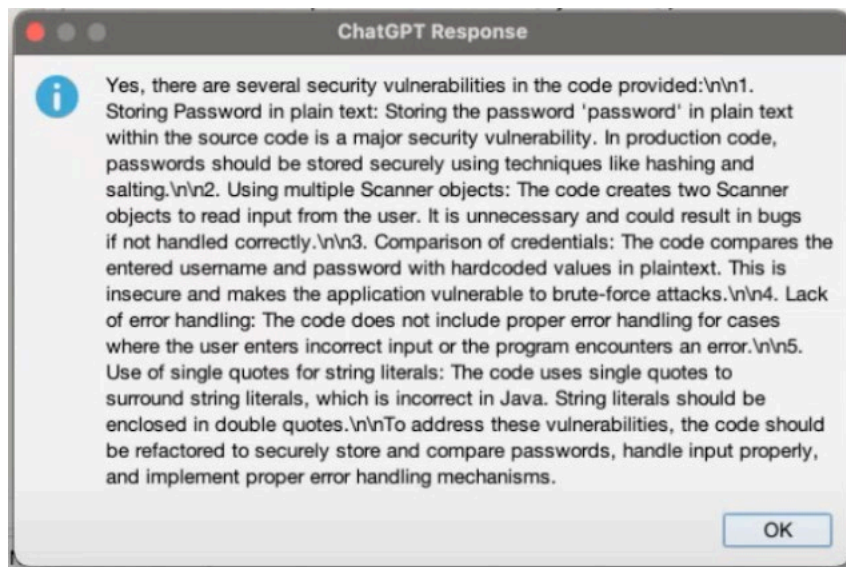 ChatGPT Response
Yes, there are several security vulnerabilities in the code provided:\n\n1.
Storing Password in plain text: Storing the password 'password' in plain text
within the source code is a major security vulnerability. In production code,
passwords should be stored securely using techniques like hashing and
salting.\n\n2. Using multiple Scanner objects: The code creates two Scanner
objects to read input from the user. It is unnecessary and could result in bugs
if not handled correctly.\n\n3. Comparison of credentials: The code compares the
entered username and password with hardcoded values in plaintext. This is
insecure and makes the application vulnerable to brute-force attacks.\n\n4. Lack
of error handling: The code does not include proper error handling for cases
where the user enters incorrect input or the program encounters an error.\n\n5.
Use of single quotes for string literals: The code uses single quotes to
surround string literals, which is incorrect in Java. String literals should be
enclosed in double quotes.\n\nTo address these vulnerabilities, the code should
be refactored to securely store and compare passwords, handle input properly,
and implement proper error handling mechanisms.
OK